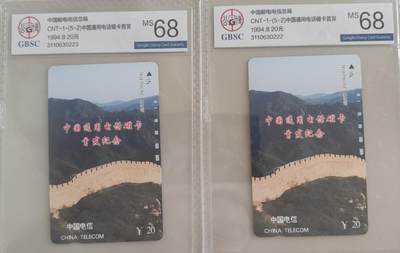 GBSC
中国邮电电信总局
CNT-1-(5-2)中国通用电话磁卡首发
1994.8 20元
3110630223
MS 68
中国通用电话磁卡
首发纪念
中国电信
CHINA TELECOM
￥20
GBSC
中国邮电电信总局
CNT-1-(5-2)中国通用电话磁卡首发
1994.8 20元
3110630222
MS 68
中国通用电话磁卡
首发纪念
中国电信
CHINA TELECOM
￥20